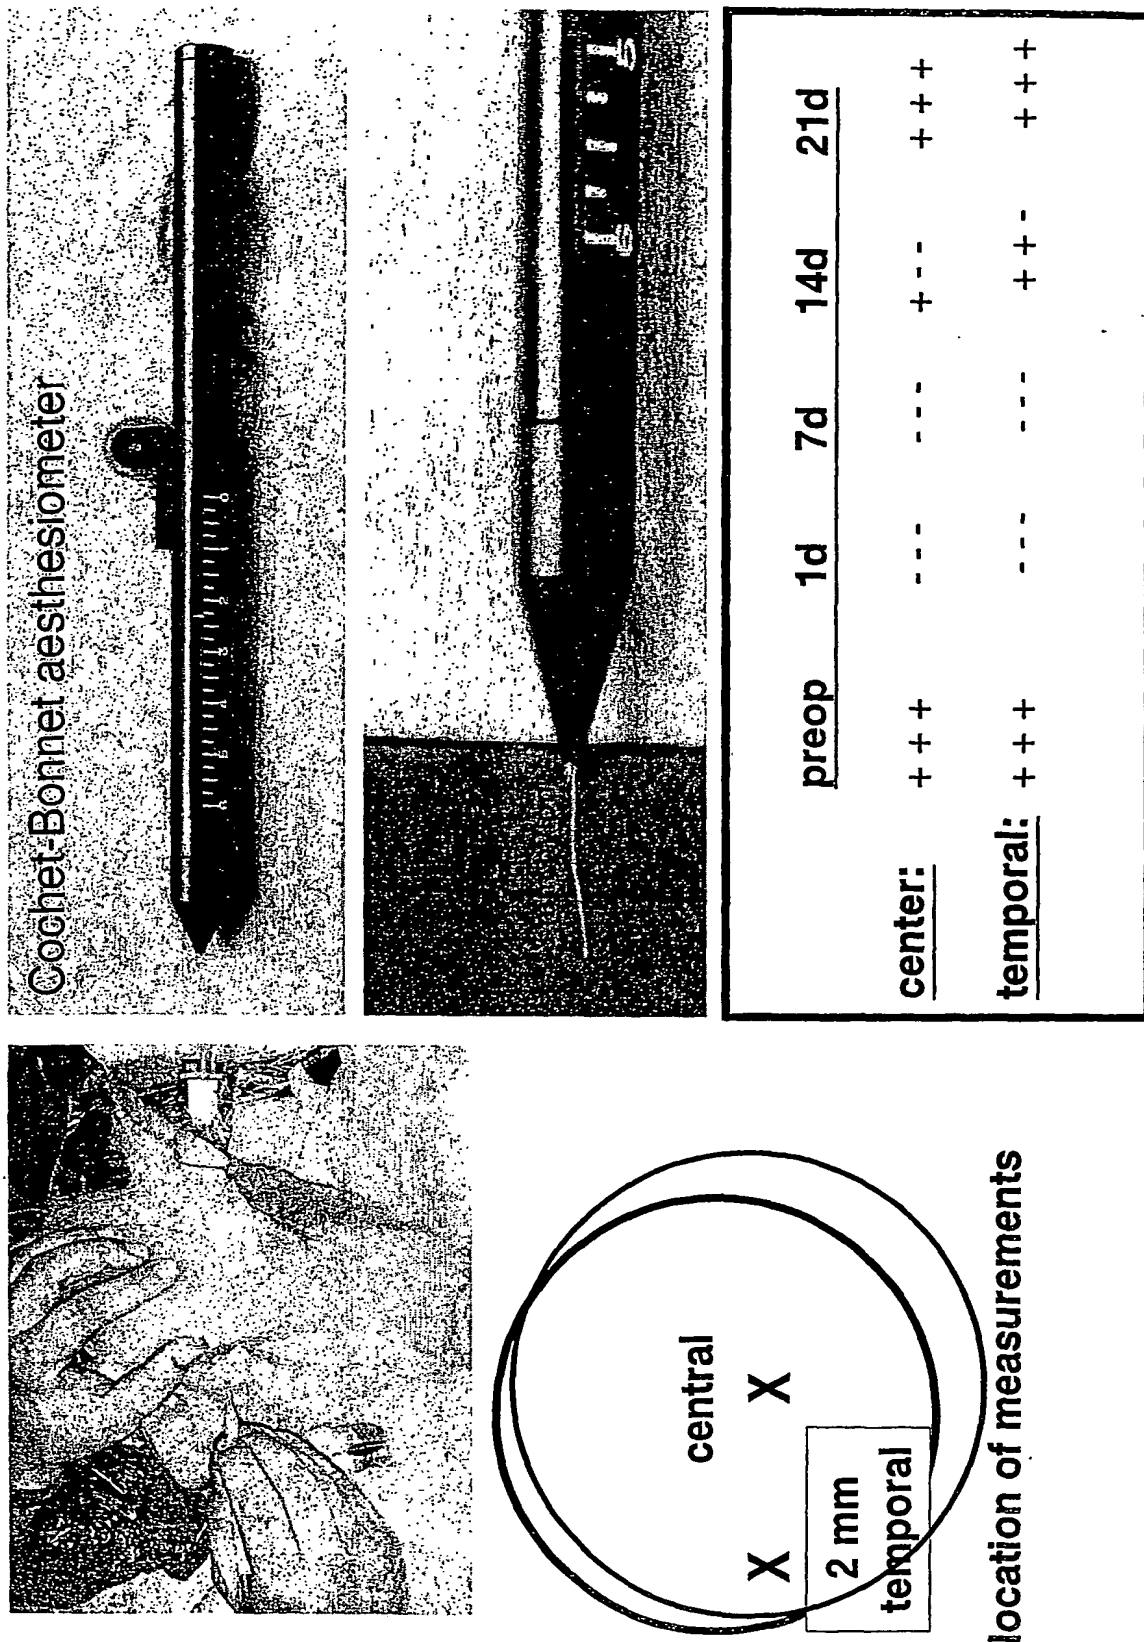 Cochet-Bonnet aesthesiometer
central
X X
2 mm
temporal
location of measurements
preop 1d 7d 14d 21d
center: +++ --- --- +-- +++
temporal: +++ --- --- ++- +++